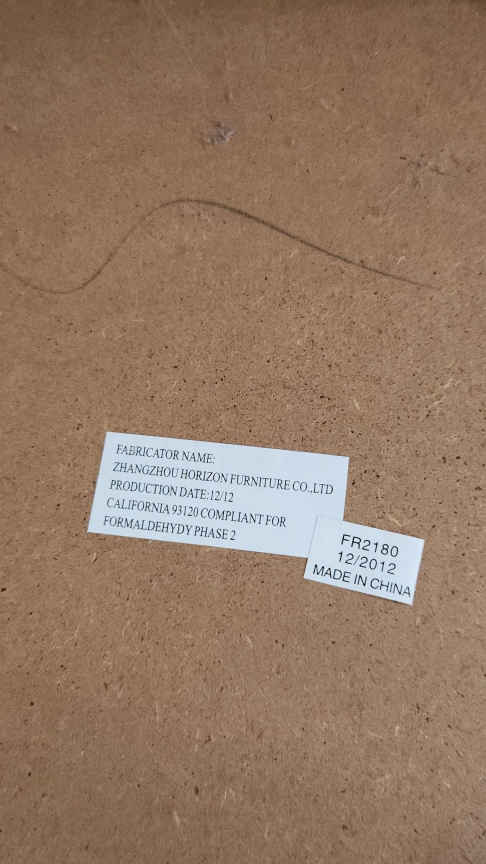 FABRICATOR NAME:
ZHANGZHOU HORIZON FURNITURE CO.,LTD
PRODUCTION DATE:12/12
CALIFORNIA 93120 COMPLIANT FOR
FORMALDEHYDY PHASE 2
FR2180
12/2012
MADE IN CHINA